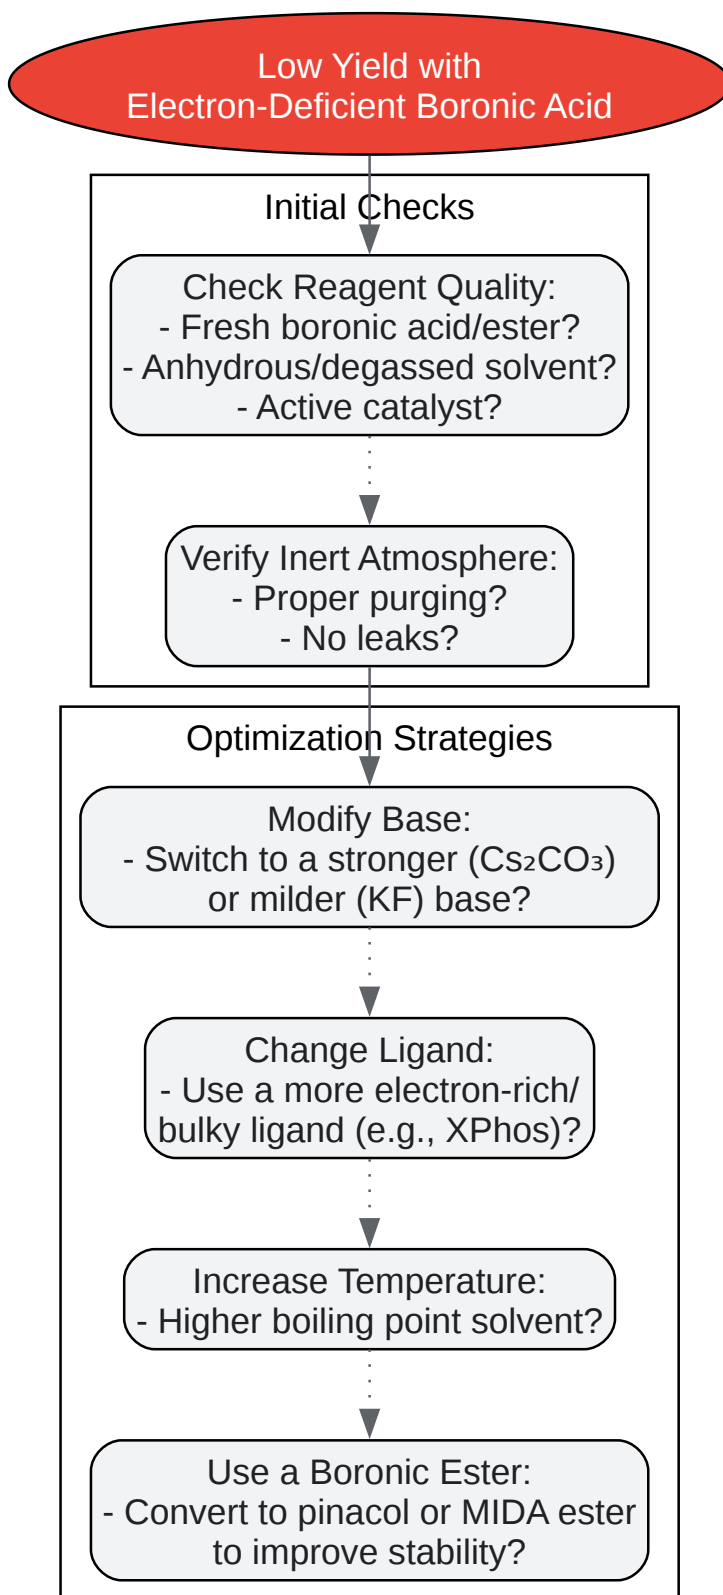 Low Yield with
Electron-Deficient Boronic Acid
Initial Checks
Check Reagent Quality:
- Fresh boronic acid/ester?
- Anhydrous/degassed solvent?
- Active catalyst?
Verify Inert Atmosphere:
- Proper purging?
- No leaks?
Optimization Strategies
Modify Base:
- Switch to a stronger (Cs₂CO₃)
or milder (KF) base?
Change Ligand:
- Use a more electron-rich/
bulky ligand (e.g., XPhos)?
Increase Temperature:
- Higher boiling point solvent?
Use a Boronic Ester:
- Convert to pinacol or MIDA ester
to improve stability?